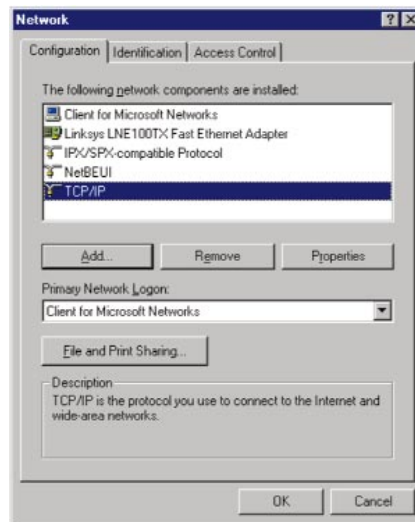 Network
Configuration Identification Access Control
The following network components are installed:
Client for Microsoft Networks
Linksys LNE100TX Fast Ethernet Adapter
IPX/SPX-compatible Protocol
NetBEUI
TCP/IP
Add... Remove Properties
Primary Network Logon:
Client for Microsoft Networks
File and Print Sharing...
Description
TCP/IP is the protocol you use to connect to the Internet and
wide-area networks.
OK Cancel